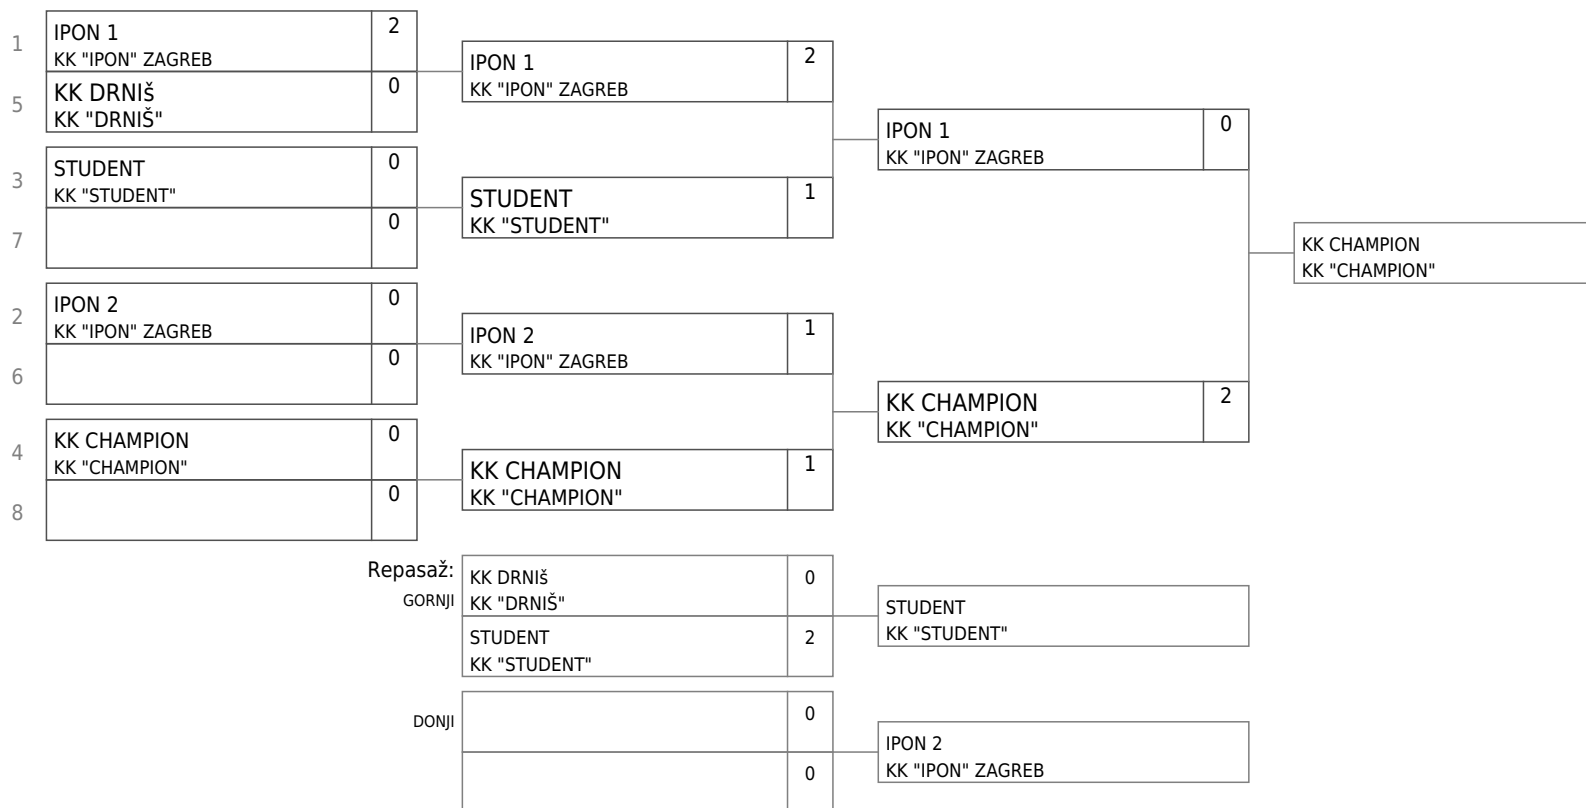 1
IPON 1
KK "IPON" ZAGREB
2
5
KK DRNIš
KK "DRNIŠ"
0
3
STUDENT
KK "STUDENT"
0
7
0
2
IPON 2
KK "IPON" ZAGREB
0
6
0
4
KK CHAMPION
KK "CHAMPION"
0
8
0
IPON 1
KK "IPON" ZAGREB
2
STUDENT
KK "STUDENT"
1
IPON 2
KK "IPON" ZAGREB
1
KK CHAMPION
KK "CHAMPION"
1
IPON 1
KK "IPON" ZAGREB
0
KK CHAMPION
KK "CHAMPION"
2
KK CHAMPION
KK "CHAMPION"
Repasaž:
GORNJI
KK DRNIš
KK "DRNIŠ"
0
STUDENT
KK "STUDENT"
2
STUDENT
KK "STUDENT"
DONJI
0
0
IPON 2
KK "IPON" ZAGREB